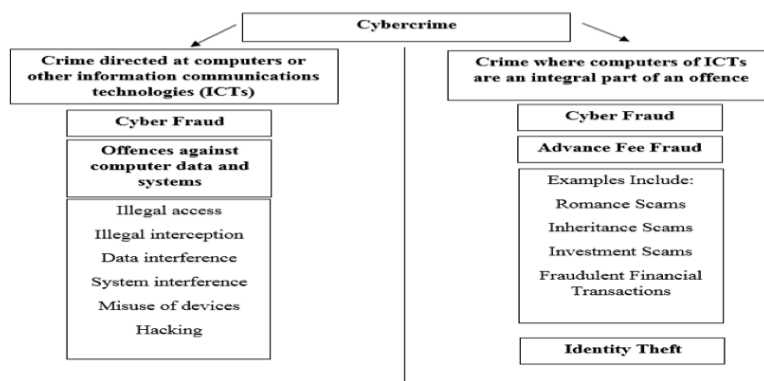 Cybercrime
Crime directed at computers or
other information communications
technologies (ICTs)
Cyber Fraud
Offences against
computer data and
systems
Illegal access
Illegal interception
Data interference
System interference
Misuse of devices
Hacking
Crime where computers of ICTs
are an integral part of an offence
Cyber Fraud
Advance Fee Fraud
Examples Include:
Romance Scams
Inheritance Scams
Investment Scams
Fraudulent Financial
Transactions
Identity Theft